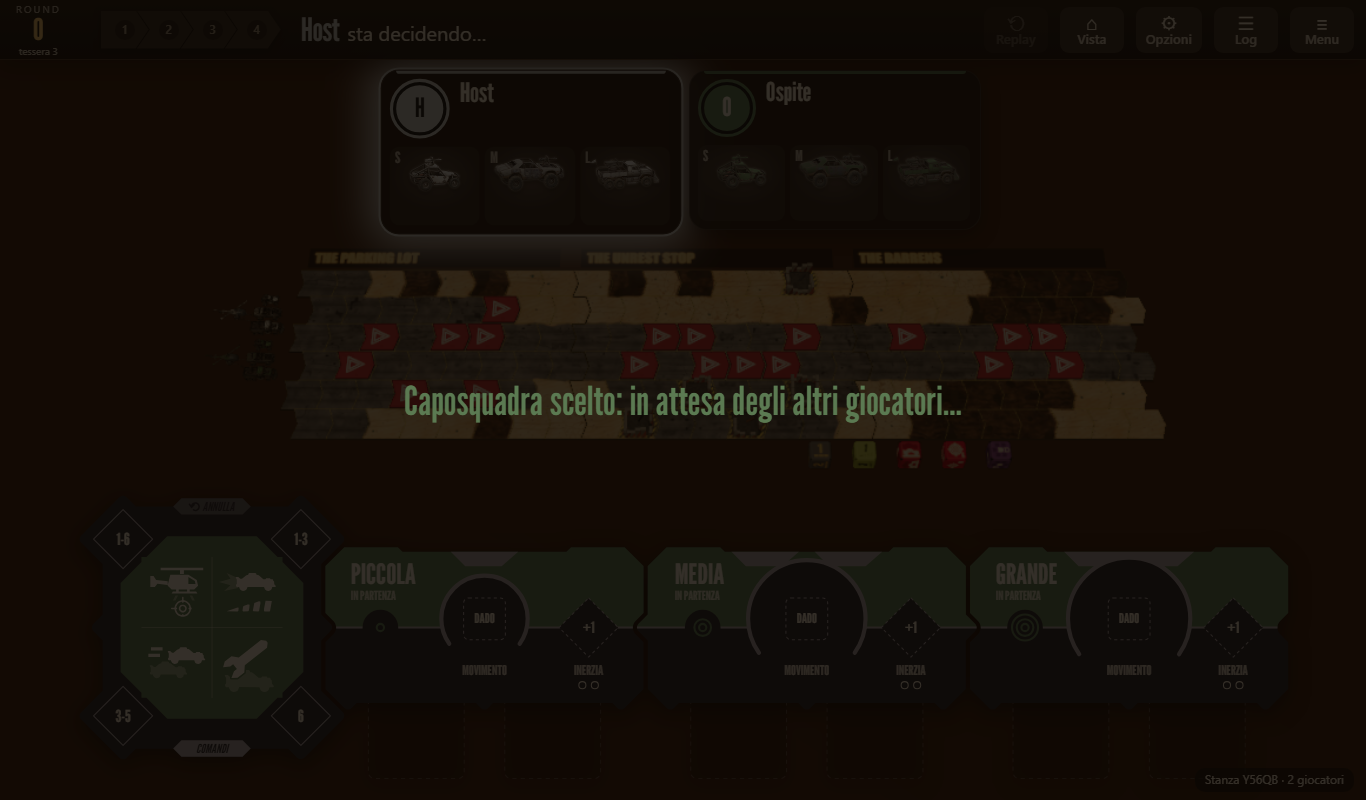 ROUND
0
tessera 3
1 2 3 4
Host sta decidendo...
Replay
Vista
Opzioni
Log
Menu
H
Host
S M L
O
Ospite
S M L
THE PARKING LOT
THE UNREST STOP
THE BARRENS
Caposquadra scelto: in attesa degli altri giocatori...
ANNULLA
1-6
1-3
3-5
6
COMANDI
PICCOLA
IN PARTENZA
DADO
+1
MOVIMENTO
INERZIA
MEDIA
IN PARTENZA
DADO
+1
MOVIMENTO
INERZIA
GRANDE
IN PARTENZA
DADO
+1
MOVIMENTO
INERZIA
Stanza Y56QB · 2 giocatori